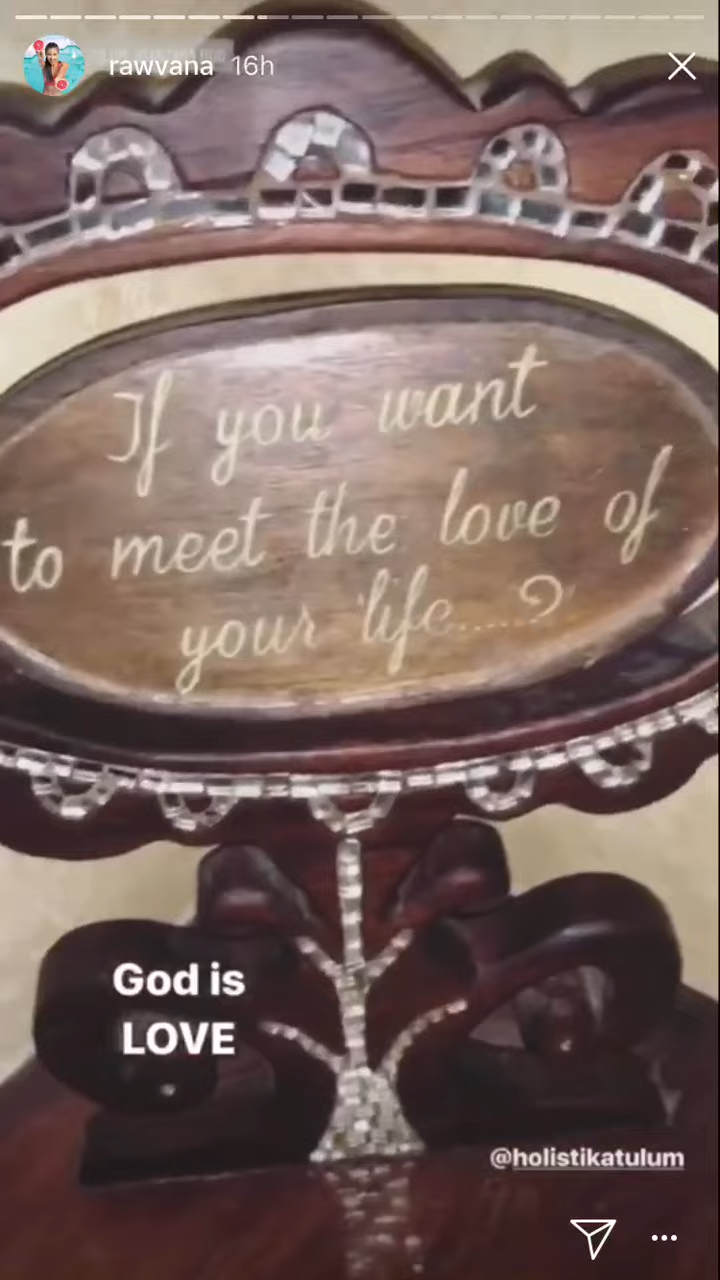 rawvana 16h
If you want
to meet the love of
your life....?
God is
LOVE
@holistikatulum